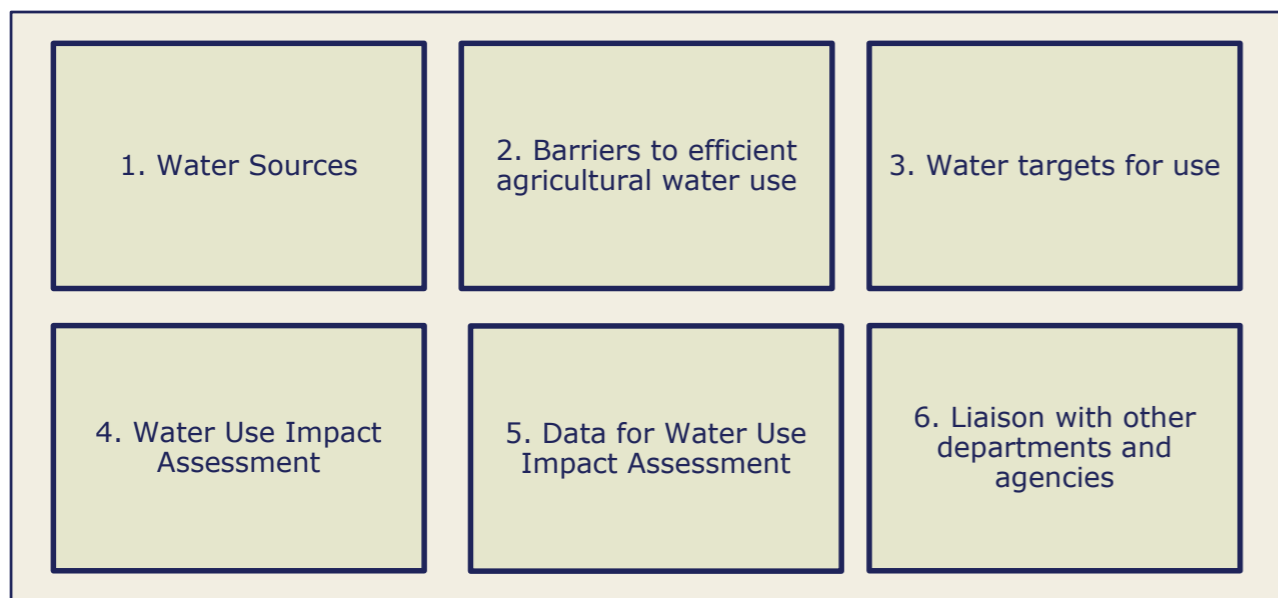 1. Water Sources
2. Barriers to efficient
agricultural water use
3. Water targets for use
4. Water Use Impact
Assessment
5. Data for Water Use
Impact Assessment
6. Liaison with other
departments and
agencies